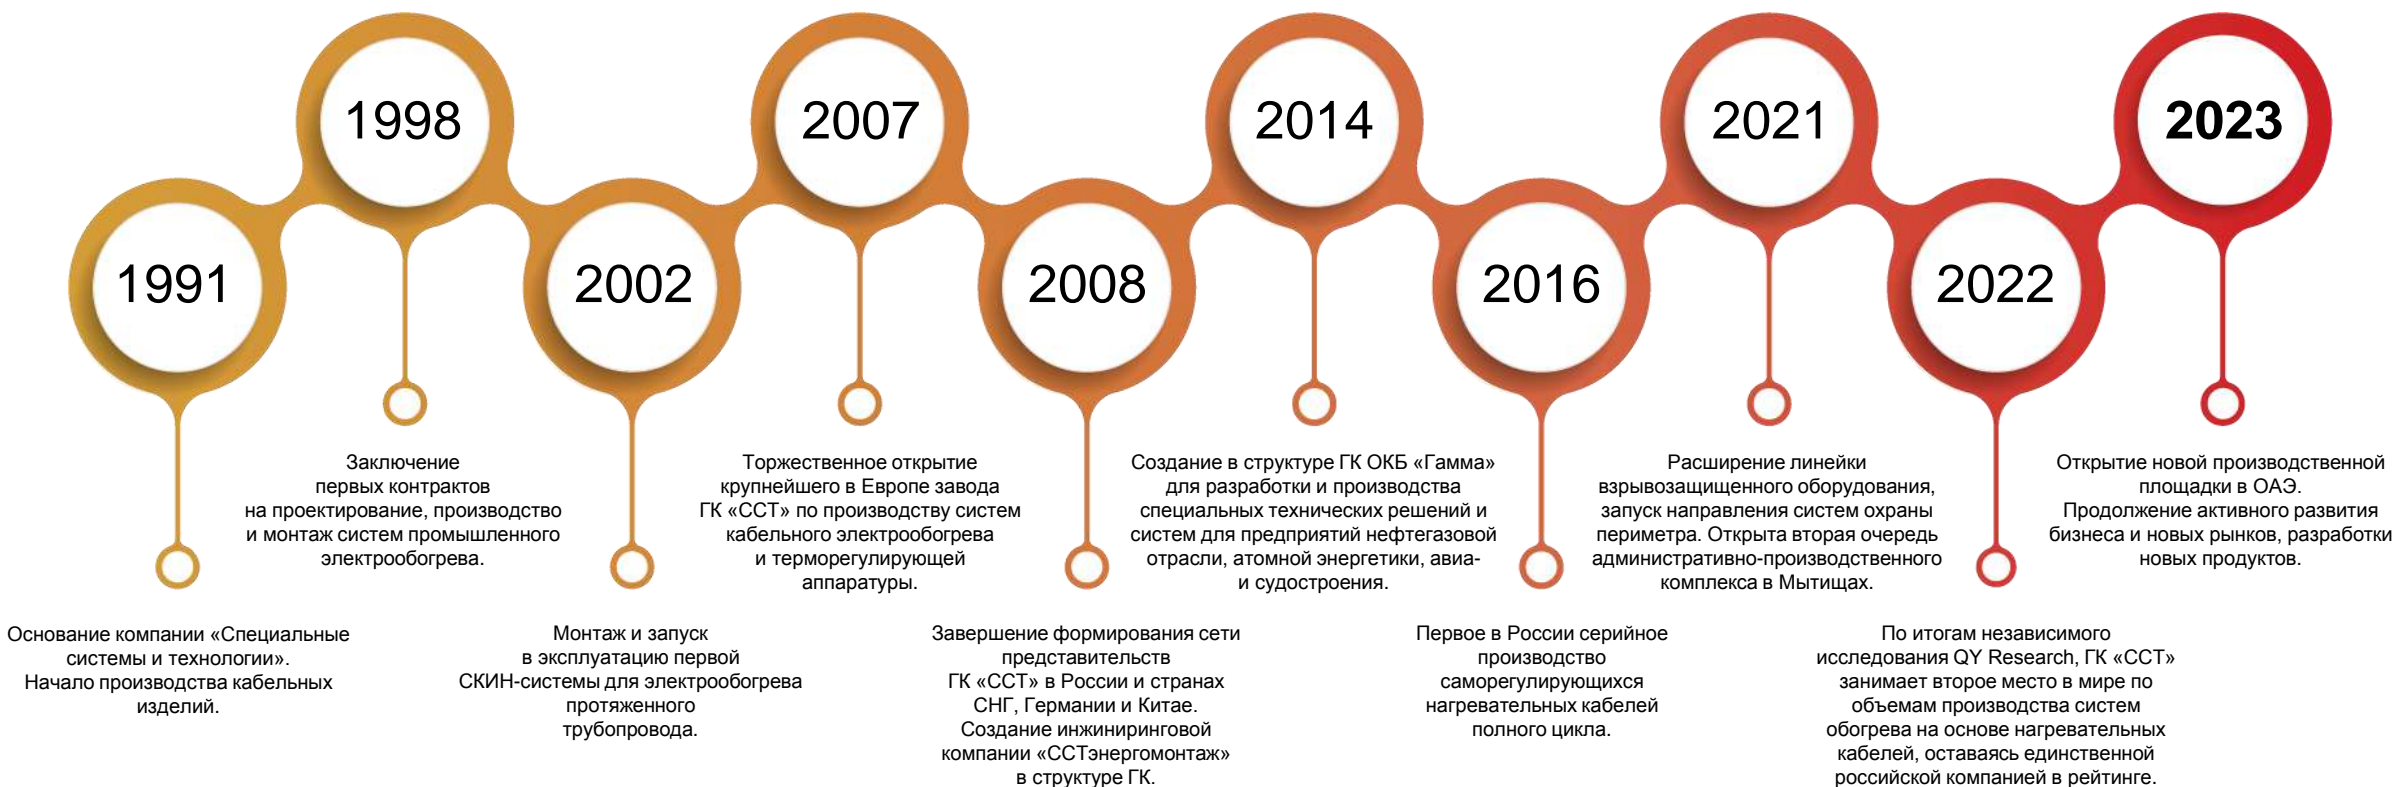 1991
Основание компании «Специальные
системы и технологии».
Начало производства кабельных
изделий.
1998
Заключение
первых контрактов
на проектирование, производство
и монтаж систем промышленного
электрообогрева.
2002
Монтаж и запуск
в эксплуатацию первой
СКИН-системы для электрообогрева
протяженного
трубопровода.
2007
Торжественное открытие
крупнейшего в Европе завода
ГК «ССТ» по производству систем
кабельного электрообогрева
и терморегулирующей
аппаратуры.
2008
Завершение формирования сети
представительств
ГК «ССТ» в России и странах
СНГ, Германии и Китае.
Создание инжиниринговой
компании «ССТэнергомонтаж»
в структуре ГК.
2014
Создание в структуре ГК ОКБ «Гамма»
для разработки и производства
специальных технических решений и
систем для предприятий нефтегазовой
отрасли, атомной энергетики, авиа-
и судостроения.
2016
Первое в России серийное
производство
саморегулирующихся
нагревательных кабелей
полного цикла.
2021
Расширение линейки
взрывозащищенного оборудования,
запуск направления систем охраны
периметра. Открыта вторая очередь
административно-производственного
комплекса в Мытищах.
2022
По итогам независимого
исследования QY Research, ГК «ССТ»
занимает второе место в мире по
объемам производства систем
обогрева на основе нагревательных
кабелей, оставаясь единственной
российской компанией в рейтинге.
2023
Открытие новой производственной
площадки в ОАЭ.
Продолжение активного развития
бизнеса и новых рынков, разработки
новых продуктов.